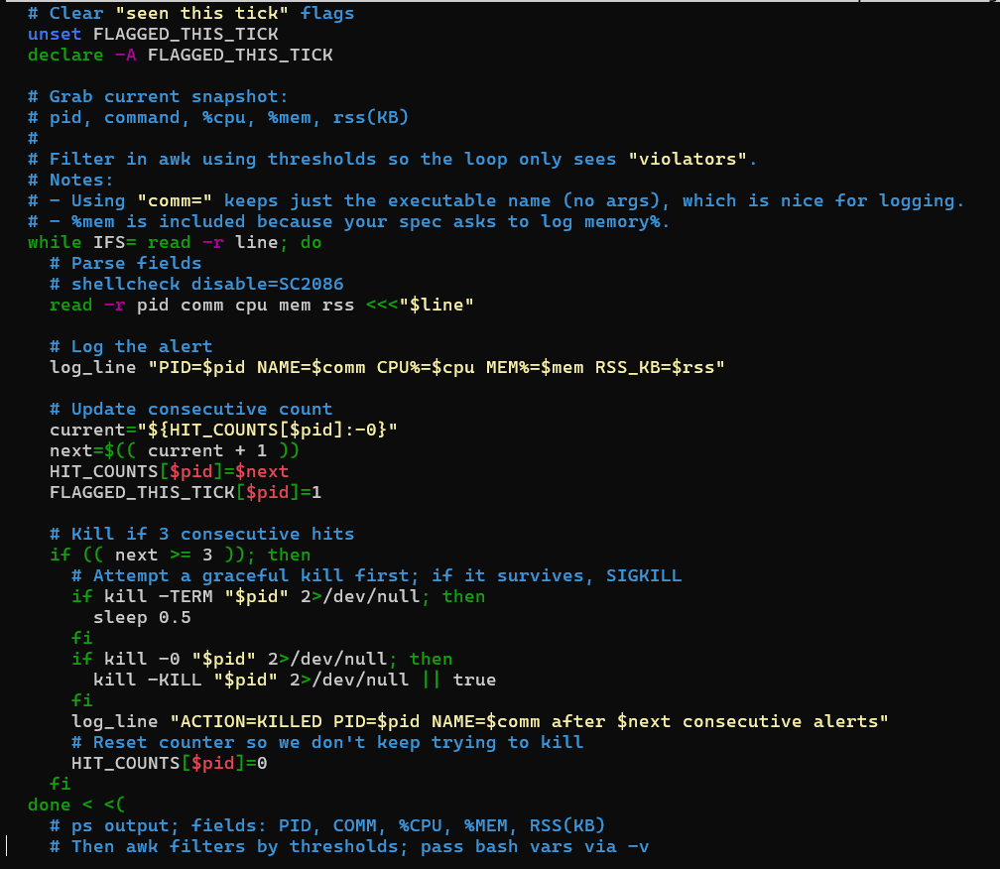 # Clear "seen this tick" flags
unset FLAGGED_THIS_TICK
declare -A FLAGGED_THIS_TICK

# Grab current snapshot:
# pid, command, %cpu, %mem, rss(KB)
#
# Filter in awk using thresholds so the loop only sees "violators".
# Notes:
# - Using "comm=" keeps just the executable name (no args), which is nice for logging.
# - %mem is included because your spec asks to log memory%.
while IFS= read -r line; do
  # Parse fields
  # shellcheck disable=SC2086
  read -r pid comm cpu mem rss <<<"$line"

  # Log the alert
  log_line "PID=$pid NAME=$comm CPU%=$cpu MEM%=$mem RSS_KB=$rss"

  # Update consecutive count
  current="${HIT_COUNTS[$pid]:-0}"
  next=$(( current + 1 ))
  HIT_COUNTS[$pid]=$next
  FLAGGED_THIS_TICK[$pid]=1

  # Kill if 3 consecutive hits
  if (( next >= 3 )); then
    # Attempt a graceful kill first; if it survives, SIGKILL
    if kill -TERM "$pid" 2>/dev/null; then
      sleep 0.5
    fi
    if kill -0 "$pid" 2>/dev/null; then
      kill -KILL "$pid" 2>/dev/null || true
    fi
    log_line "ACTION=KILLED PID=$pid NAME=$comm after $next consecutive alerts"
    # Reset counter so we don't keep trying to kill
    HIT_COUNTS[$pid]=0
  fi
done < <(
  # ps output; fields: PID, COMM, %CPU, %MEM, RSS(KB)
  # Then awk filters by thresholds; pass bash vars via -v